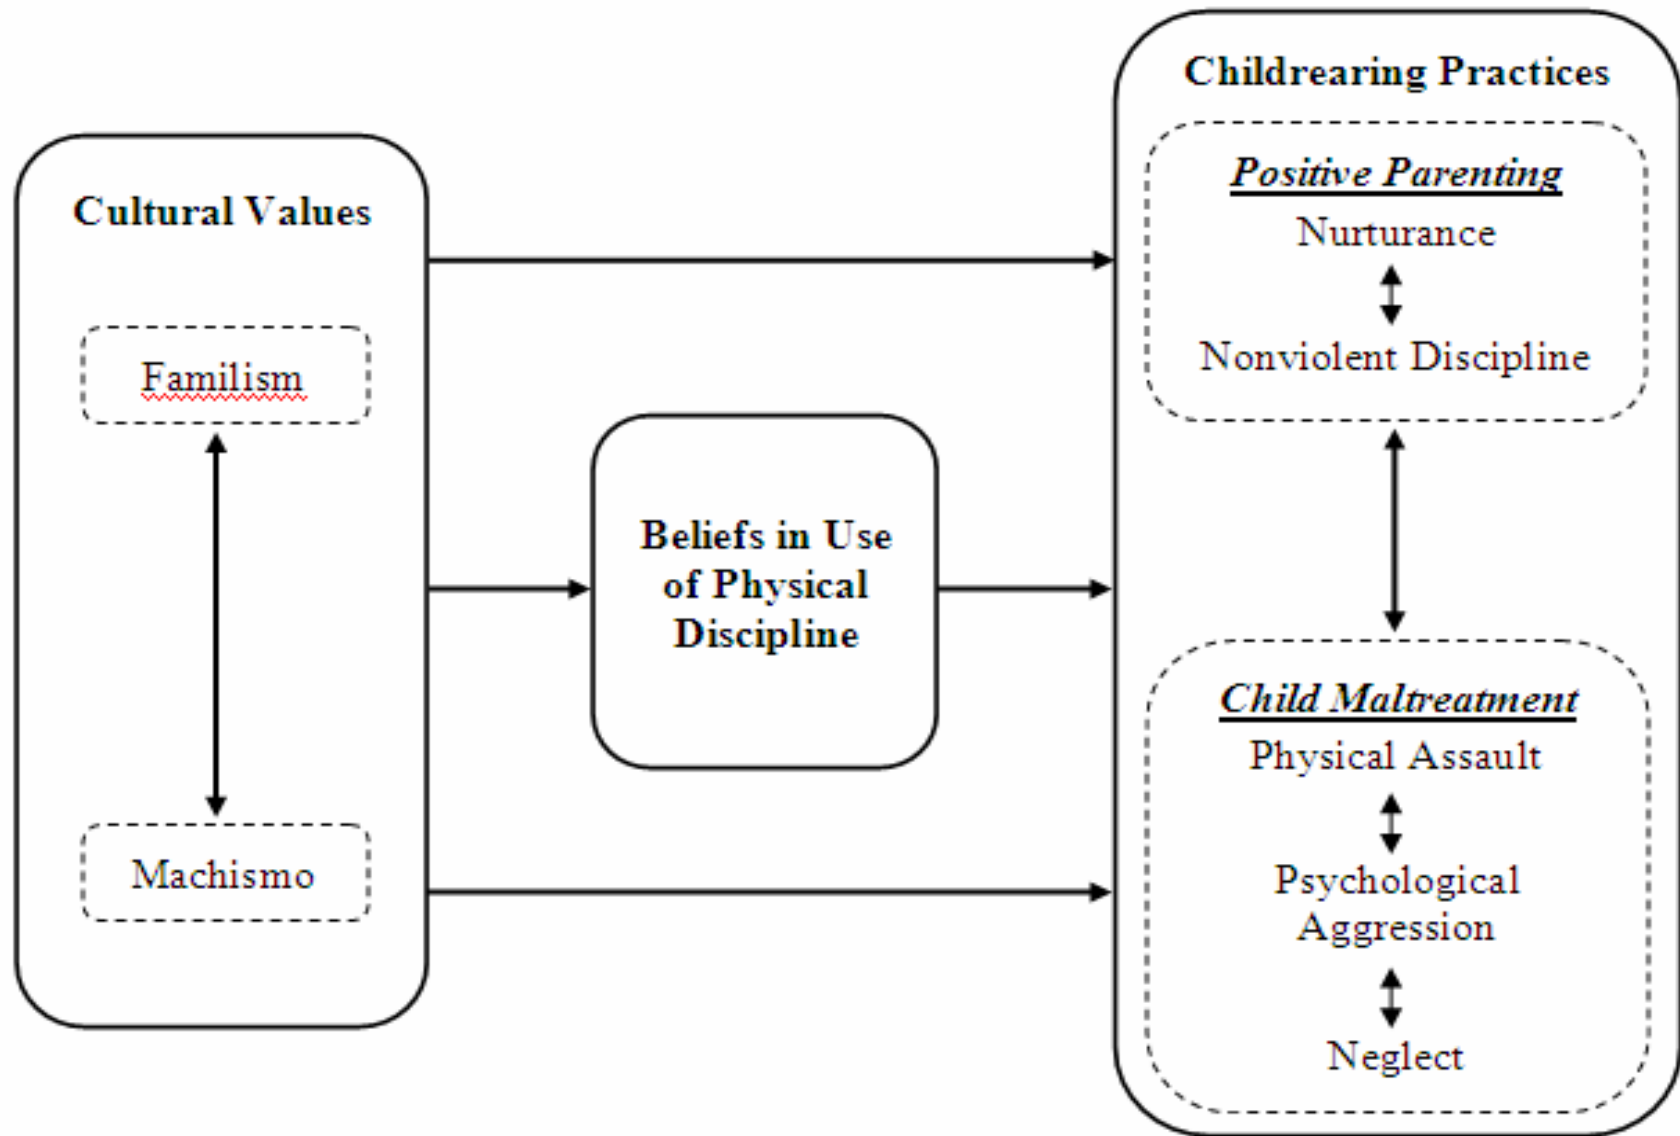 Cultural Values
Familism
Machismo
Beliefs in Use
of Physical
Discipline
Childrearing Practices
Positive Parenting
Nurturance
Nonviolent Discipline
Child Maltreatment
Physical Assault
Psychological
Aggression
Neglect